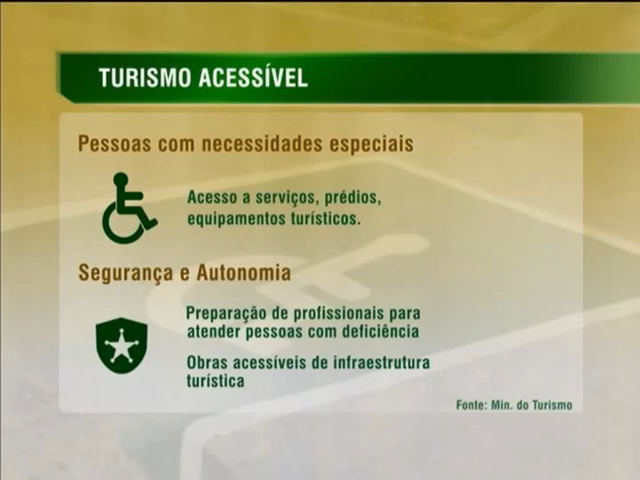 TURISMO ACESSÍVEL
Pessoas com necessidades especiais
Acesso a serviços, prédios,
equipamentos turísticos.
Segurança e Autonomia
Preparação de profissionais para
atender pessoas com deficiência
Obras acessíveis de infraestrutura
turística
Fonte: Min. do Turismo